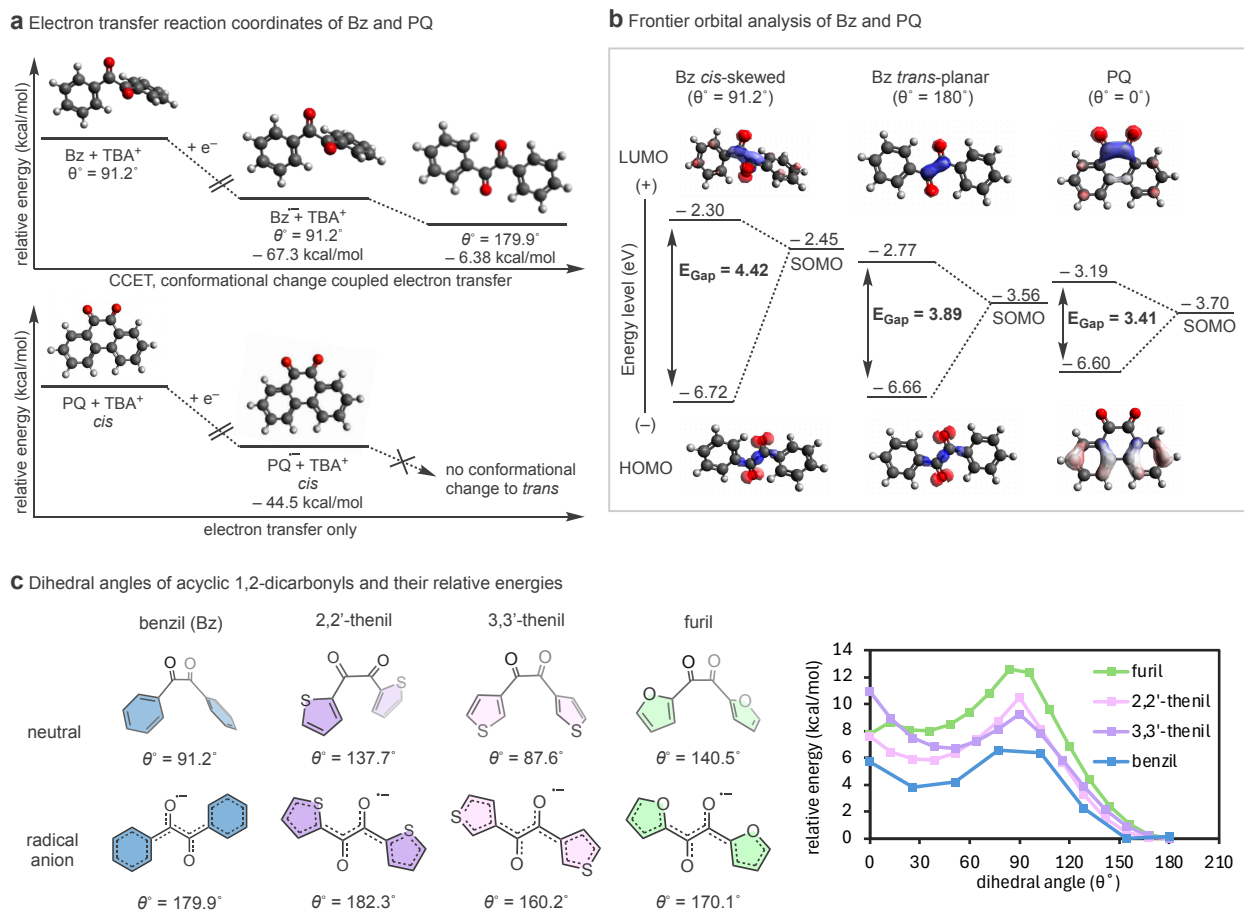 a Electron transfer reaction coordinates of Bz and PQ
relative energy (kcal/mol)
Bz + TBA⁺
θ° = 91.2°
+ e⁻
Bz•⁻ + TBA⁺
θ° = 91.2°
– 67.3 kcal/mol
θ° = 179.9°
– 6.38 kcal/mol
CCET, conformational change coupled electron transfer
relative energy (kcal/mol)
PQ + TBA⁺
cis
+ e⁻
PQ•⁻ + TBA⁺
cis
– 44.5 kcal/mol
no conformational
change to trans
electron transfer only
b Frontier orbital analysis of Bz and PQ
Bz cis-skewed
(θ° = 91.2°)
Bz trans-planar
(θ° = 180°)
PQ
(θ° = 0°)
LUMO
(+)
Energy level (eV)
(–)
HOMO
– 2.30
E_Gap = 4.42
– 6.72
– 2.45
SOMO
– 2.77
E_Gap = 3.89
– 6.66
– 3.56
SOMO
– 3.19
E_Gap = 3.41
– 6.60
– 3.70
SOMO
c Dihedral angles of acyclic 1,2-dicarbonyls and their relative energies
benzil (Bz)
2,2'-thenil
3,3'-thenil
furil
neutral
O O
O O
S S
O O
S S
O O
O O
θ° = 91.2°
θ° = 137.7°
θ° = 87.6°
θ° = 140.5°
radical
anion
O•⁻
O
S O•⁻
O S
S O•⁻
O S
O O•⁻
O O
θ° = 179.9°
θ° = 182.3°
θ° = 160.2°
θ° = 170.1°
relative energy (kcal/mol)
14
12
10
8
6
4
2
0
0 30 60 90 120 150 180 210
dihedral angle (θ°)
furil
2,2'-thenil
3,3'-thenil
benzil